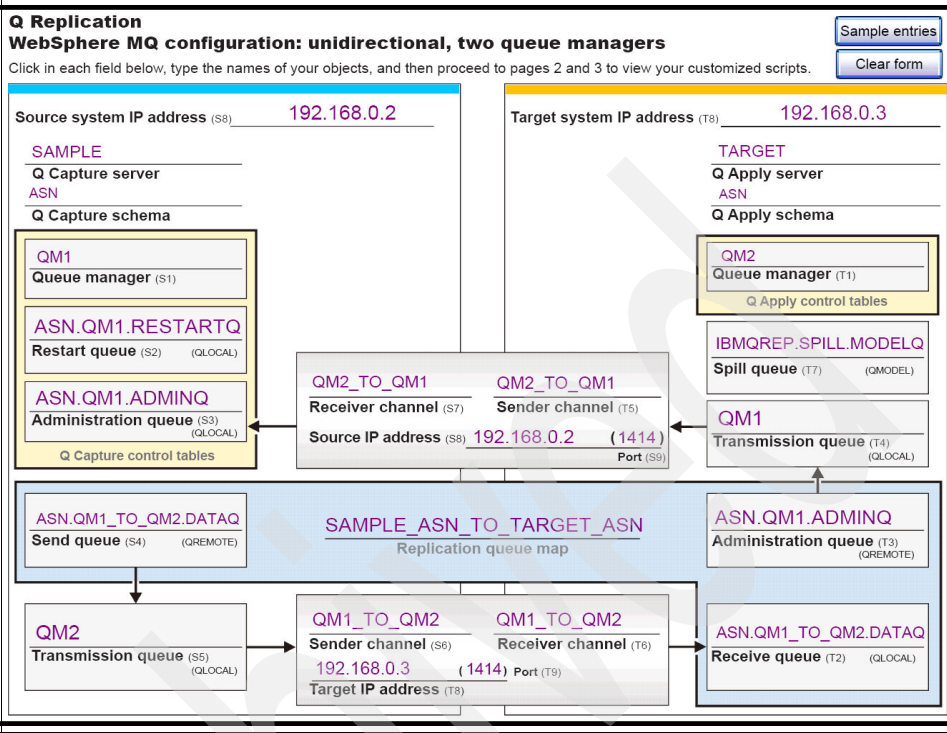 Q Replication
WebSphere MQ configuration: unidirectional, two queue managers
Sample entries
Clear form
Click in each field below, type the names of your objects, and then proceed to pages 2 and 3 to view your customized scripts.
Source system IP address (S8) 192.168.0.2
SAMPLE
Q Capture server
ASN
Q Capture schema
QM1
Queue manager (S1)
ASN.QM1.RESTARTQ
Restart queue (S2) (QLOCAL)
ASN.QM1.ADMINQ
Administration queue (S3)
(QLOCAL)
Q Capture control tables
Target system IP address (T8) 192.168.0.3
TARGET
Q Apply server
ASN
Q Apply schema
QM2
Queue manager (T1)
Q Apply control tables
IBMQREP.SPILL.MODELQ
Spill queue (T7) (QMODEL)
QM1
Transmission queue (T4)
(QLOCAL)
QM2_TO_QM1 QM2_TO_QM1
Receiver channel (S7) Sender channel (T5)
Source IP address (S8) 192.168.0.2 (1414)
Port (S9)
ASN.QM1_TO_QM2.DATAQ
Send queue (S4) (QREMOTE)
SAMPLE_ASN_TO_TARGET_ASN
Replication queue map
ASN.QM1.ADMINQ
Administration queue (T3)
(QREMOTE)
QM2
Transmission queue (S5)
(QLOCAL)
QM1_TO_QM2 QM1_TO_QM2
Sender channel (S6) Receiver channel (T6)
192.168.0.3 (1414) Port (T9)
Target IP address (T8)
ASN.QM1_TO_QM2.DATAQ
Receive queue (T2) (QLOCAL)